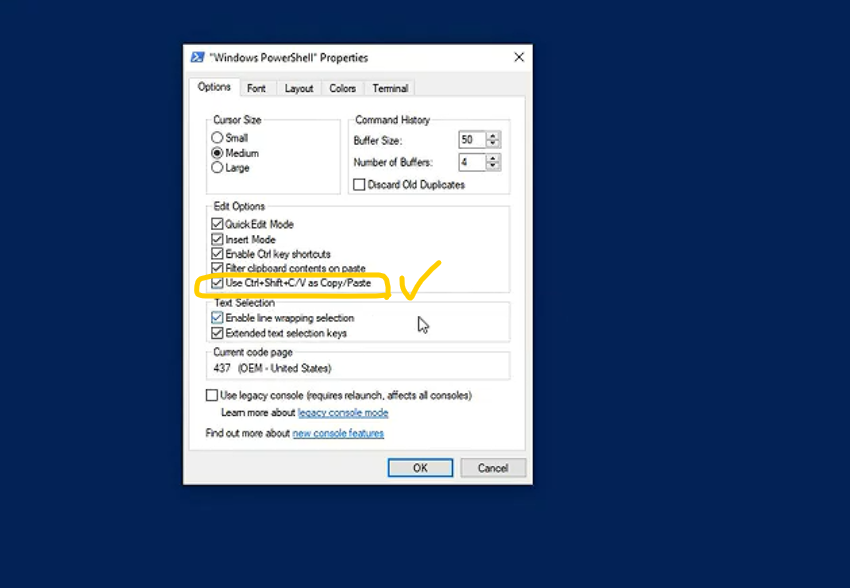 "Windows PowerShell" Properties
Options Font Layout Colors Terminal
Cursor Size
Small
Medium
Large
Command History
Buffer Size: 50
Number of Buffers: 4
Discard Old Duplicates
Edit Options
QuickEdit Mode
Insert Mode
Enable Ctrl key shortcuts
Filter clipboard contents on paste
Use Ctrl+Shift+C/V as Copy/Paste
Text Selection
Enable line wrapping selection
Extended text selection keys
Current code page
437 (OEM - United States)
Use legacy console (requires relaunch, affects all consoles)
Learn more about legacy console mode
Find out more about new console features
OK Cancel